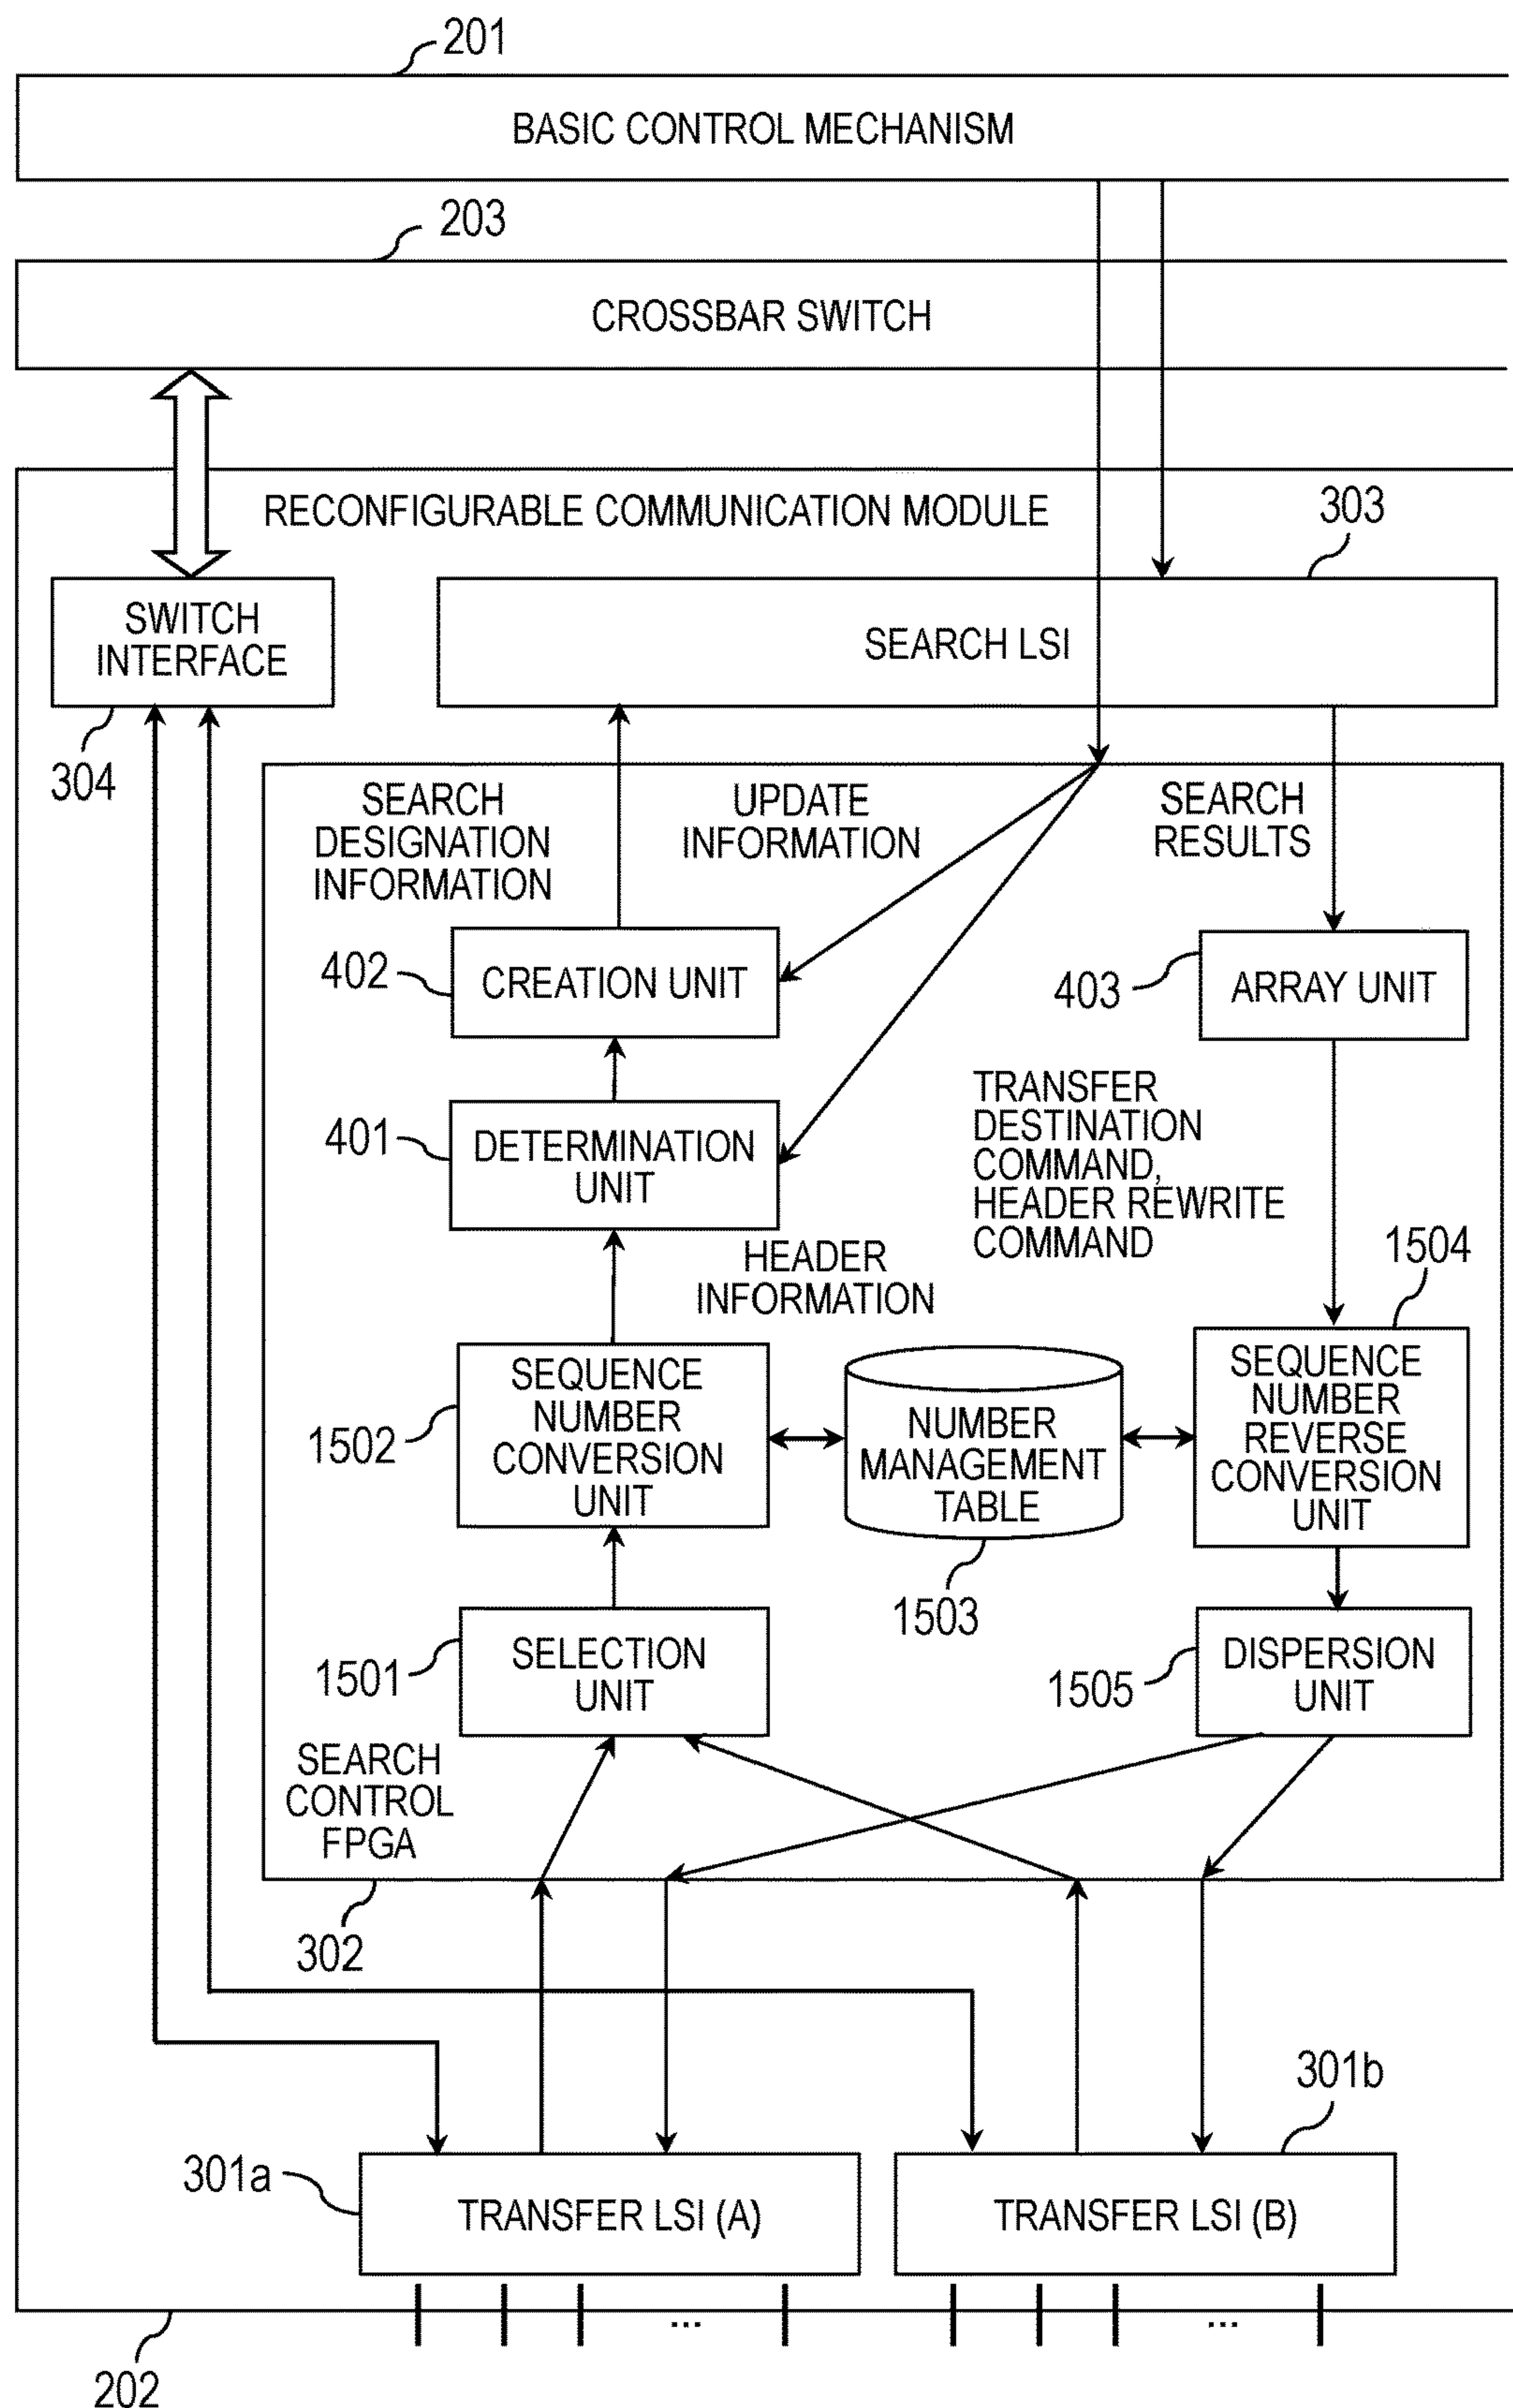 201
BASIC CONTROL MECHANISM
203
CROSSBAR SWITCH
RECONFIGURABLE COMMUNICATION MODULE
303
SWITCH
INTERFACE
304
SEARCH LSI
SEARCH
DESIGNATION
INFORMATION
UPDATE
INFORMATION
SEARCH
RESULTS
402
CREATION UNIT
403
ARRAY UNIT
401
DETERMINATION
UNIT
TRANSFER
DESTINATION
COMMAND,
HEADER REWRITE
COMMAND
HEADER
INFORMATION
1504
1502
SEQUENCE
NUMBER
CONVERSION
UNIT
NUMBER
MANAGEMENT
TABLE
1503
SEQUENCE
NUMBER
REVERSE
CONVERSION
UNIT
1501
SELECTION
UNIT
1505
DISPERSION
UNIT
SEARCH
CONTROL
FPGA
302
301a
TRANSFER LSI (A)
301b
TRANSFER LSI (B)
...
...
202